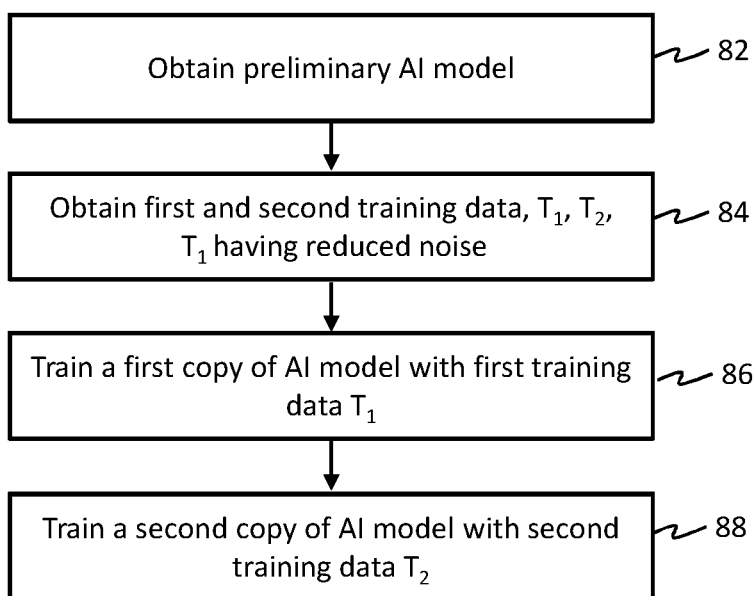 Obtain preliminary AI model
82
Obtain first and second training data, T₁, T₂,
T₁ having reduced noise
84
Train a first copy of AI model with first training
data T₁
86
Train a second copy of AI model with second
training data T₂
88